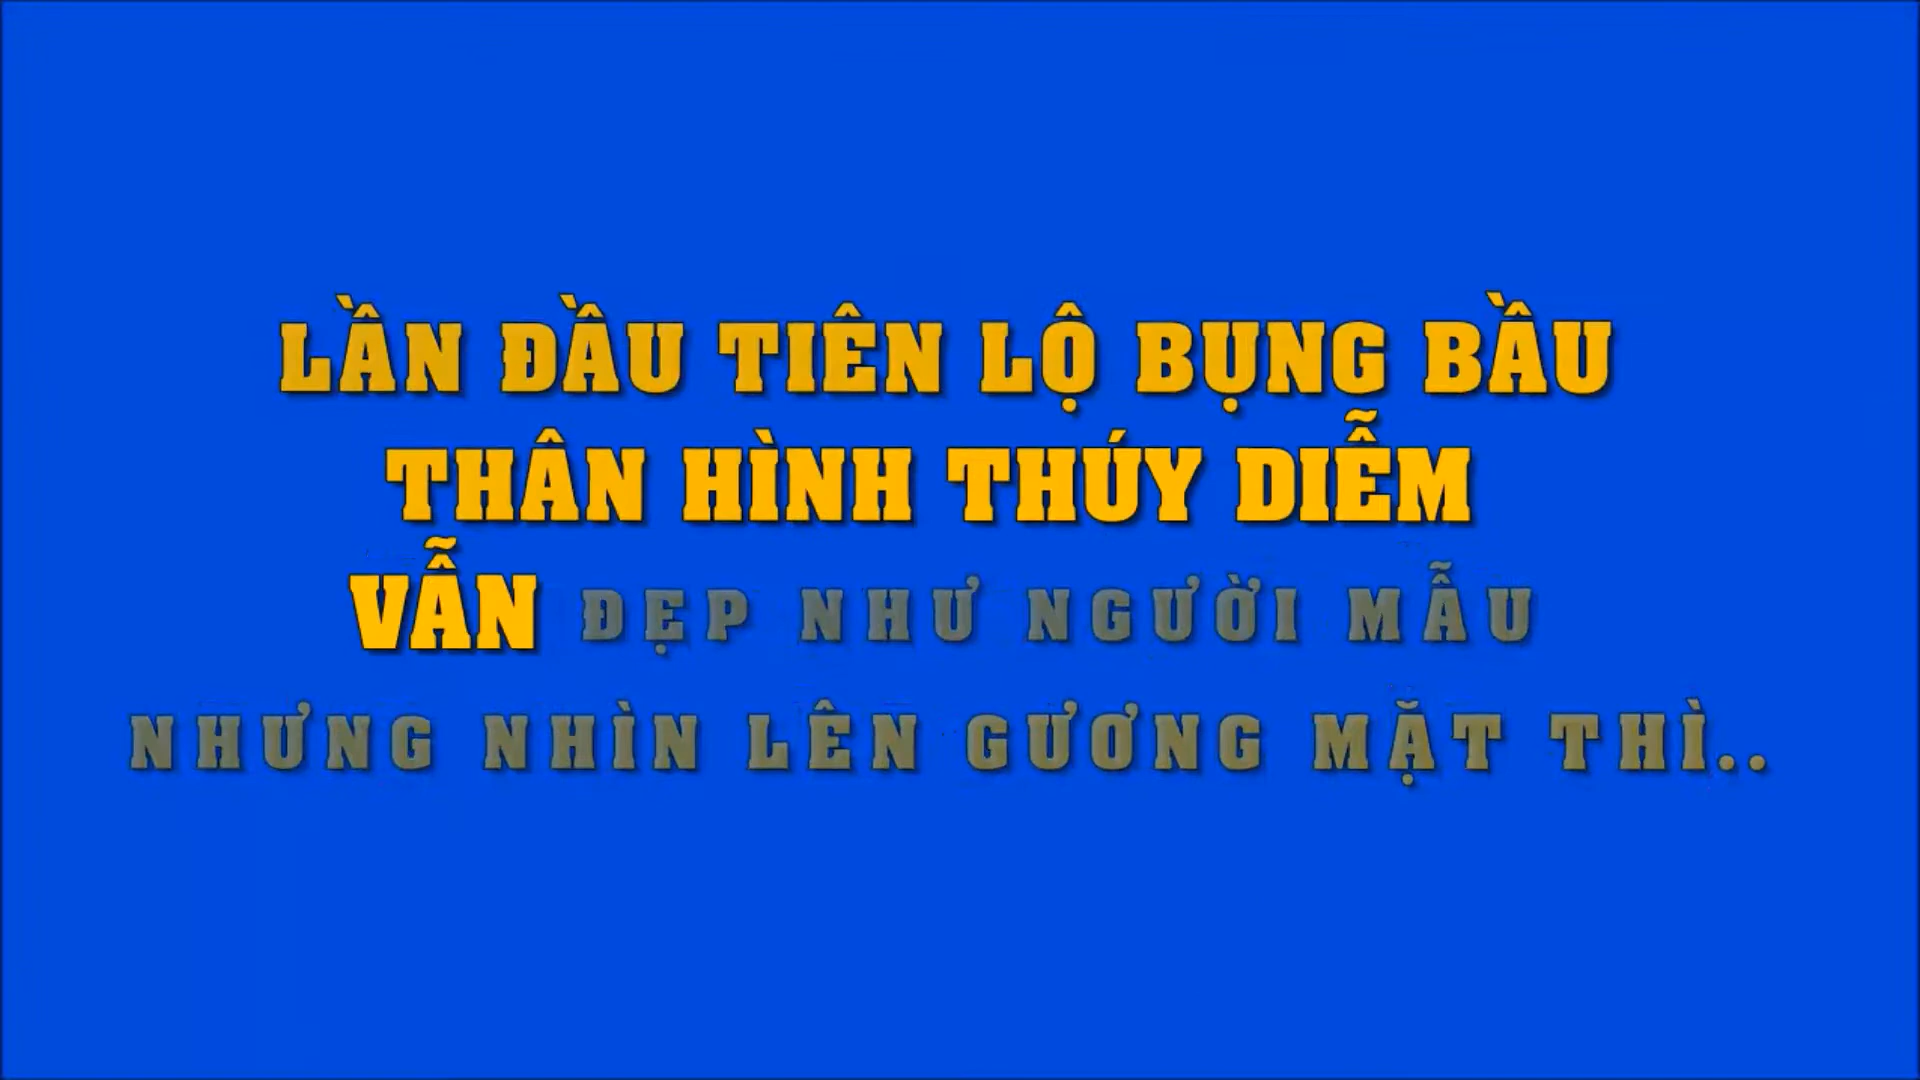 LẦN ĐẦU TIÊN LỘ BỤNG BẦU
THÂN HÌNH THÚY DIỄM
VẪN ĐẸP NHƯ NGƯỜI MẪU
NHƯNG NHÌN LÊN GƯƠNG MẶT THÌ..